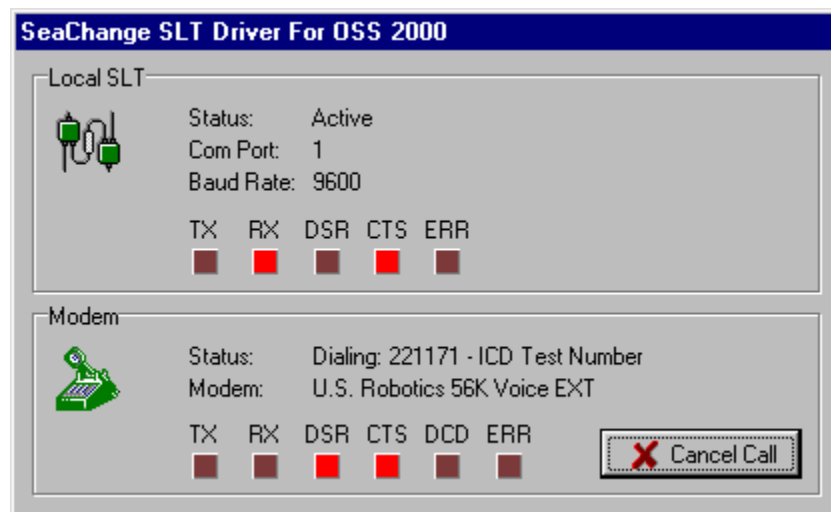 SeaChange SLT Driver For OSS 2000
Local SLT
Status: Active
Com Port: 1
Baud Rate: 9600
TX RX DSR CTS ERR
Modem
Status: Dialing: 221171 - ICD Test Number
Modem: U.S. Robotics 56K Voice EXT
TX RX DSR CTS DCD ERR
Cancel Call